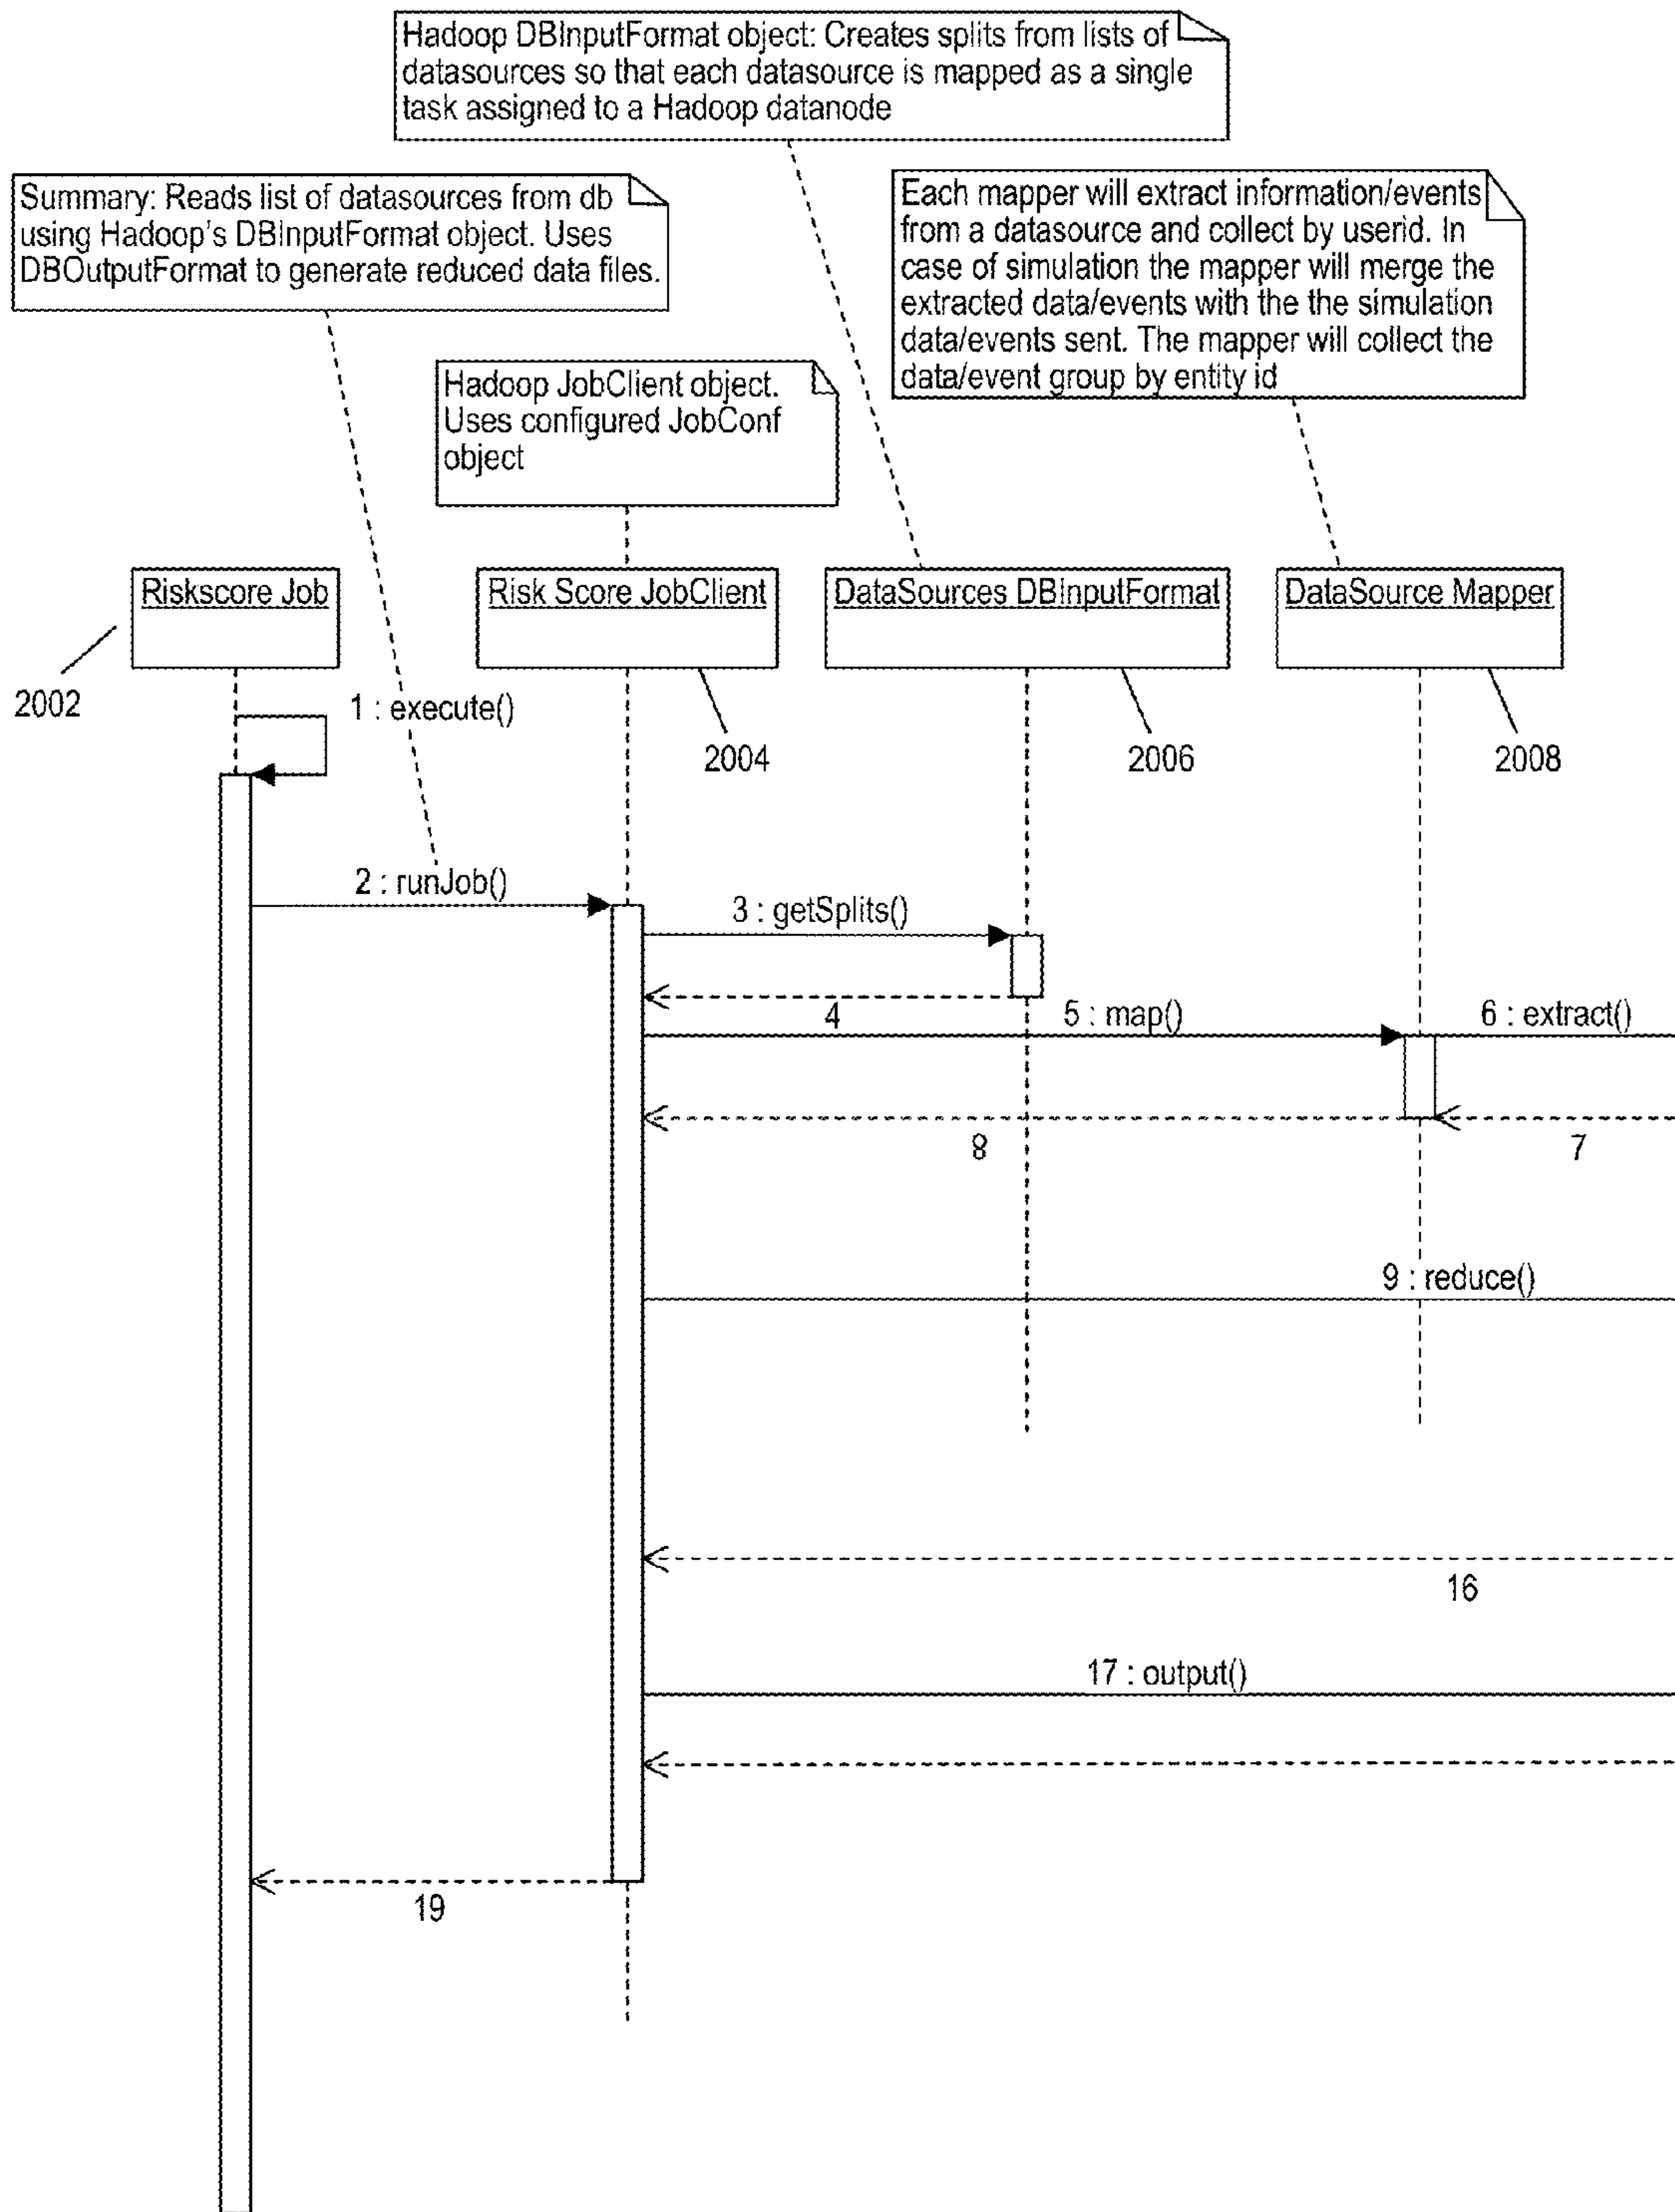 Hadoop DBInputFormat object: Creates splits from lists of
datasources so that each datasource is mapped as a single
task assigned to a Hadoop datanode
Summary: Reads list of datasources from db
using Hadoop's DBInputFormat object. Uses
DBOutputFormat to generate reduced data files.
Each mapper will extract information/events
from a datasource and collect by userid. In
case of simulation the mapper will merge the
extracted data/events with the the simulation
data/events sent. The mapper will collect the
data/event group by entity id
Hadoop JobClient object.
Uses configured JobConf
object
Riskscore Job
Risk Score JobClient
DataSources DBInputFormat
DataSource Mapper
2002
1 : execute()
2004
2006
2008
2 : runJob()
3 : getSplits()
4
5 : map()
6 : extract()
8
7
9 : reduce()
16
17 : output()
19